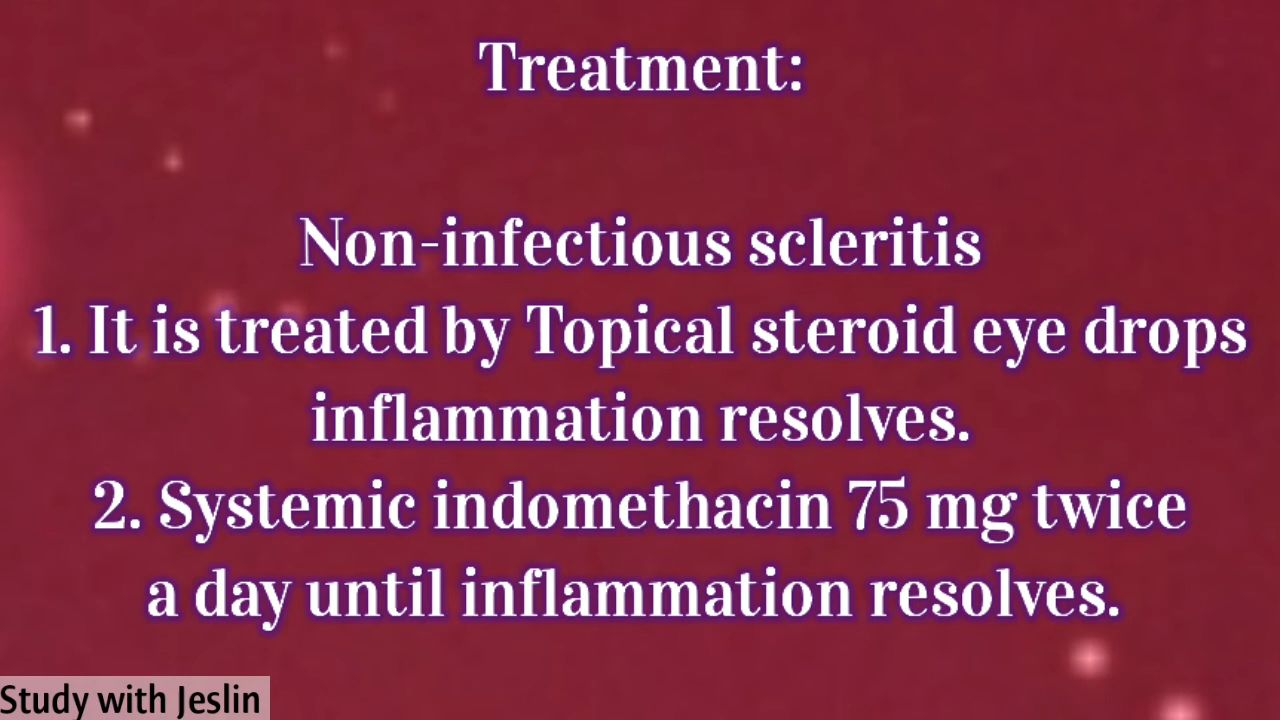 Treatment:
Non-infectious scleritis
1. It is treated by Topical steroid eye drops
inflammation resolves.
2. Systemic indomethacin 75 mg twice
a day until inflammation resolves.
Study with Jeslin